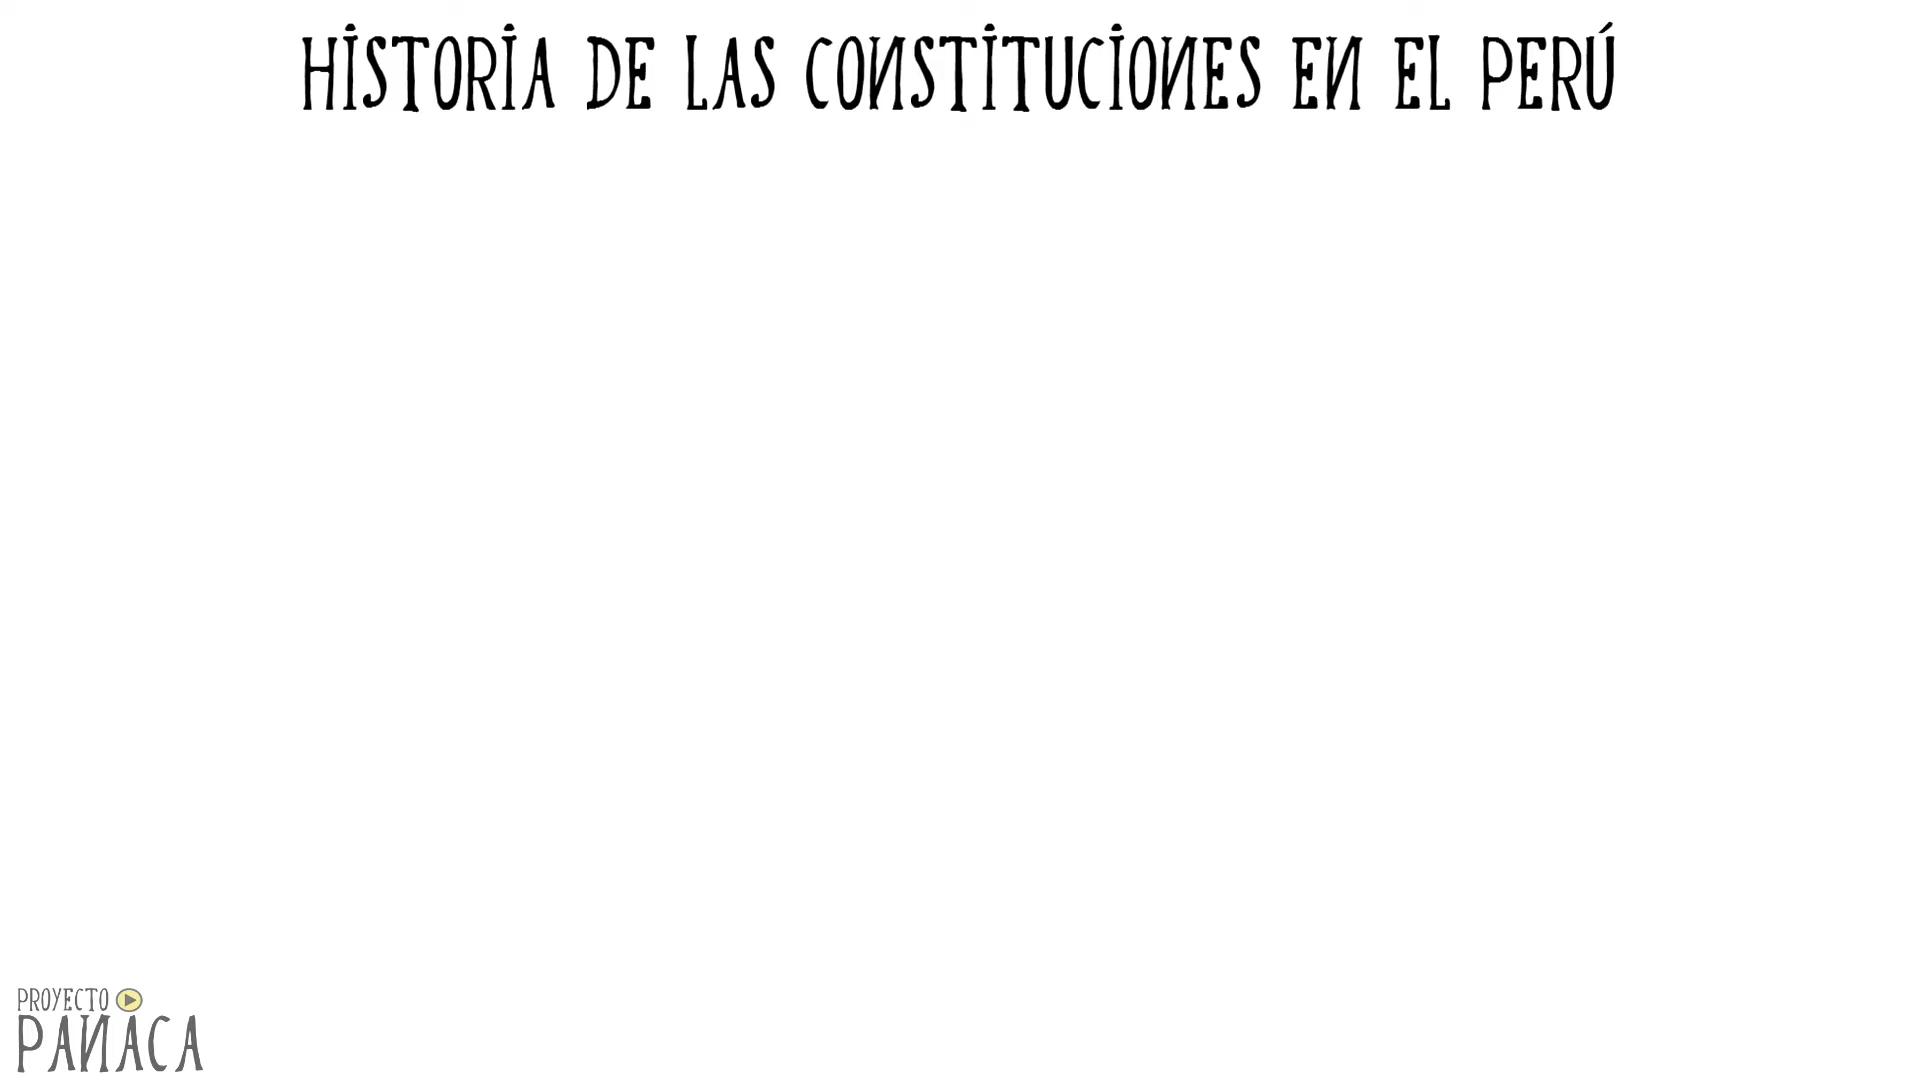 HISTORIA DE LAS CONSTITUCIONES EN EL PERÚ
PROYECTO
PANACA